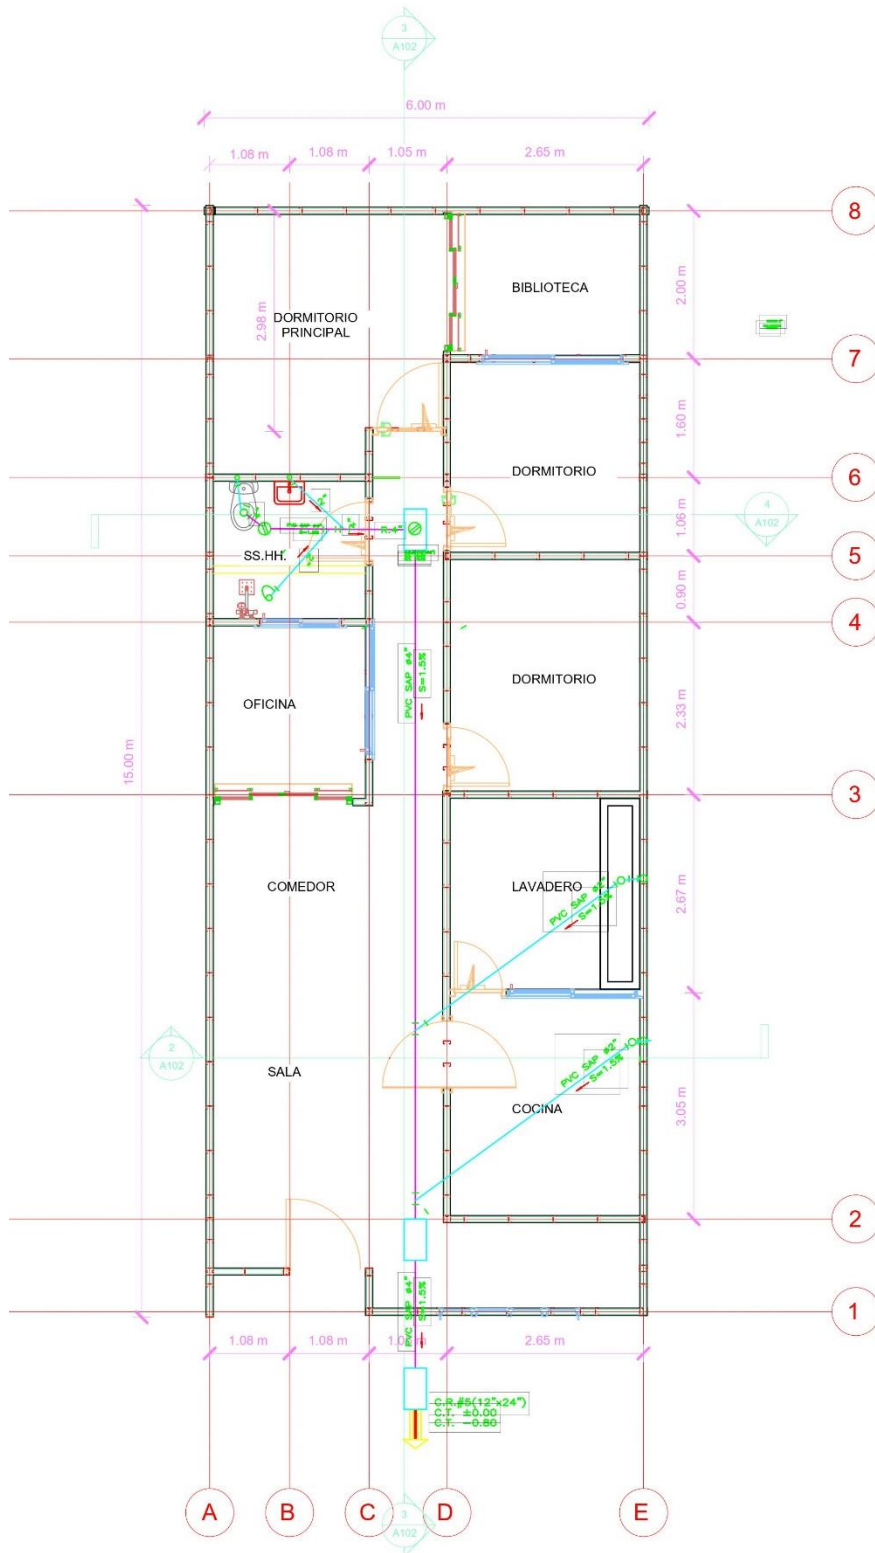 3
A102
6.00 m
1.08 m
1.08 m
1.05 m
2.65 m
8
2.00 m
BIBLIOTECA
DORMITORIO
PRINCIPAL
2.98 m
7
1.60 m
DORMITORIO
6
1.06 m
4
A102
2"
4"
R.4"
SS.HH.
5
0.90 m
4
PVC SAP ø4"
S=1.5%
DORMITORIO
OFICINA
2.33 m
15.00 m
3
COMEDOR
LAVADERO
PVC SAP ø2"
S=1.5%
2.67 m
2
A102
SALA
PVC SAP ø2"
S=1.5%
COCINA
3.05 m
2
PVC SAP ø4"
S=1.5%
1
1.08 m
1.08 m
2.65 m
C.R.#5(12"x24")
C.T. ±0.00
C.T. -0.80
A
B
C
D
E
3
A102